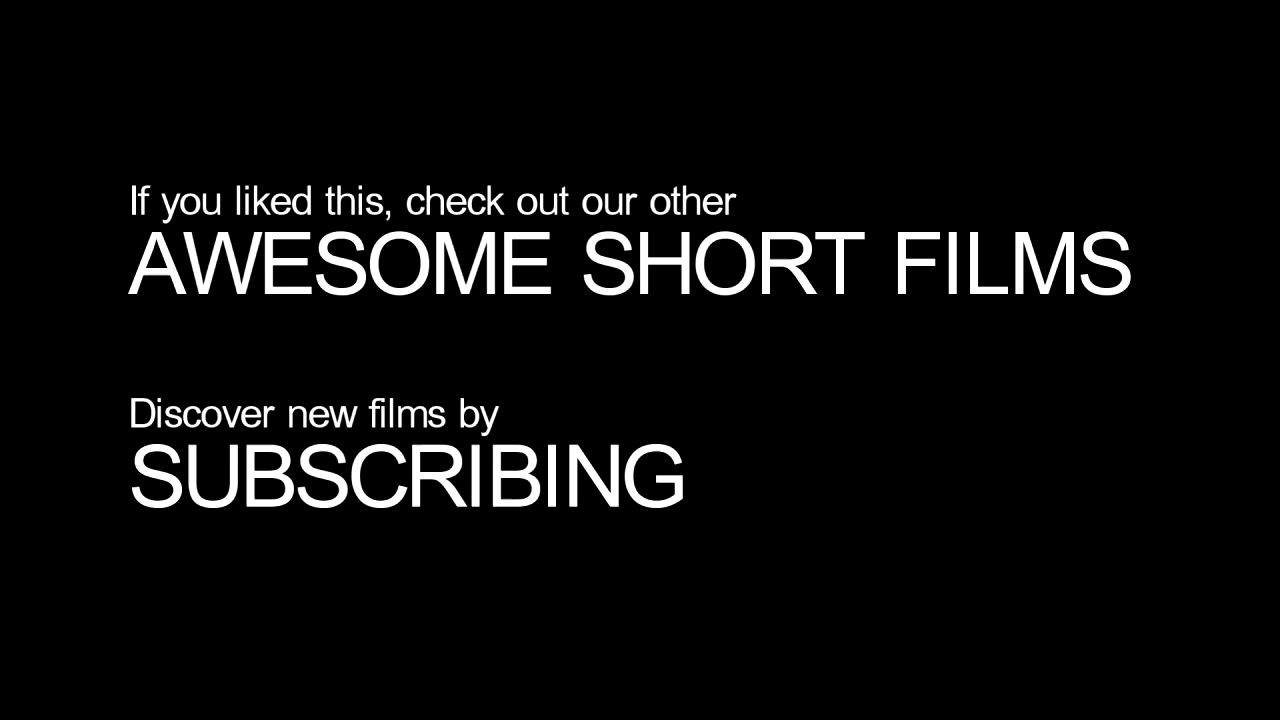 If you liked this, check out our other
AWESOME SHORT FILMS
Discover new films by
SUBSCRIBING